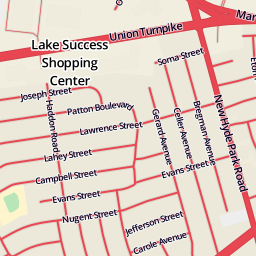 Mar
Union Turnpike
Lake Success
Shopping
Center
Soma Street
Joseph Street
Patton Boulevard
Haddon Road
Lawrence Street
Gerard Avenue
Celler Avenue
Bregman Avenue
New Hyde Park Road
Lahey Street
Campbell Street
Evans Street
Evans Street
Nugent Street
Jefferson Street
Carole Avenue